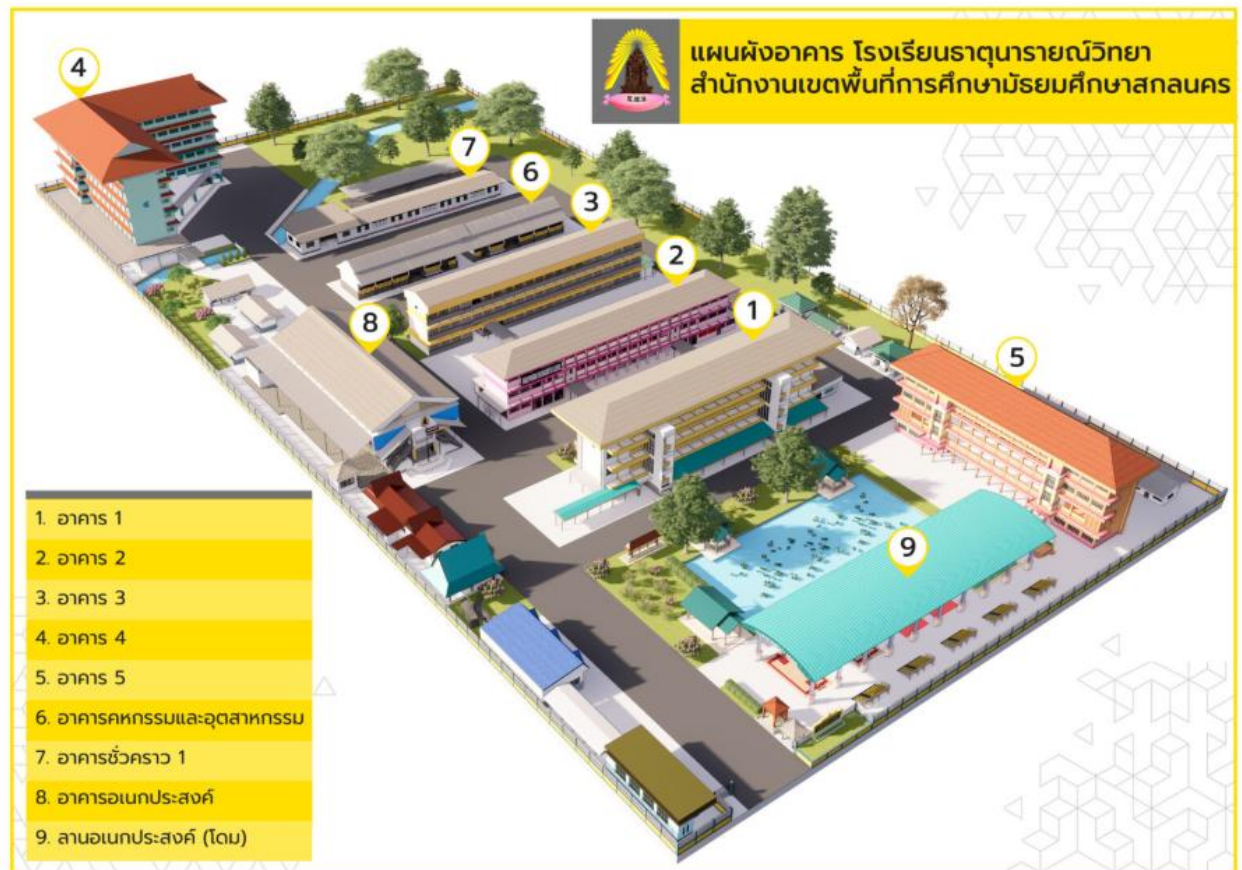 แผนผังอาคาร โรงเรียนธาตุนารายณ์วิทยา
สำนักงานเขตพื้นที่การศึกษามัธยมศึกษาสกลนคร
4
7
6
3
2
1
8
5
9
1. อาคาร 1
2. อาคาร 2
3. อาคาร 3
4. อาคาร 4
5. อาคาร 5
6. อาคารคหกรรมและอุตสาหกรรม
7. อาคารชั่วคราว 1
8. อาคารอเนกประสงค์
9. ลานอเนกประสงค์ (โดม)